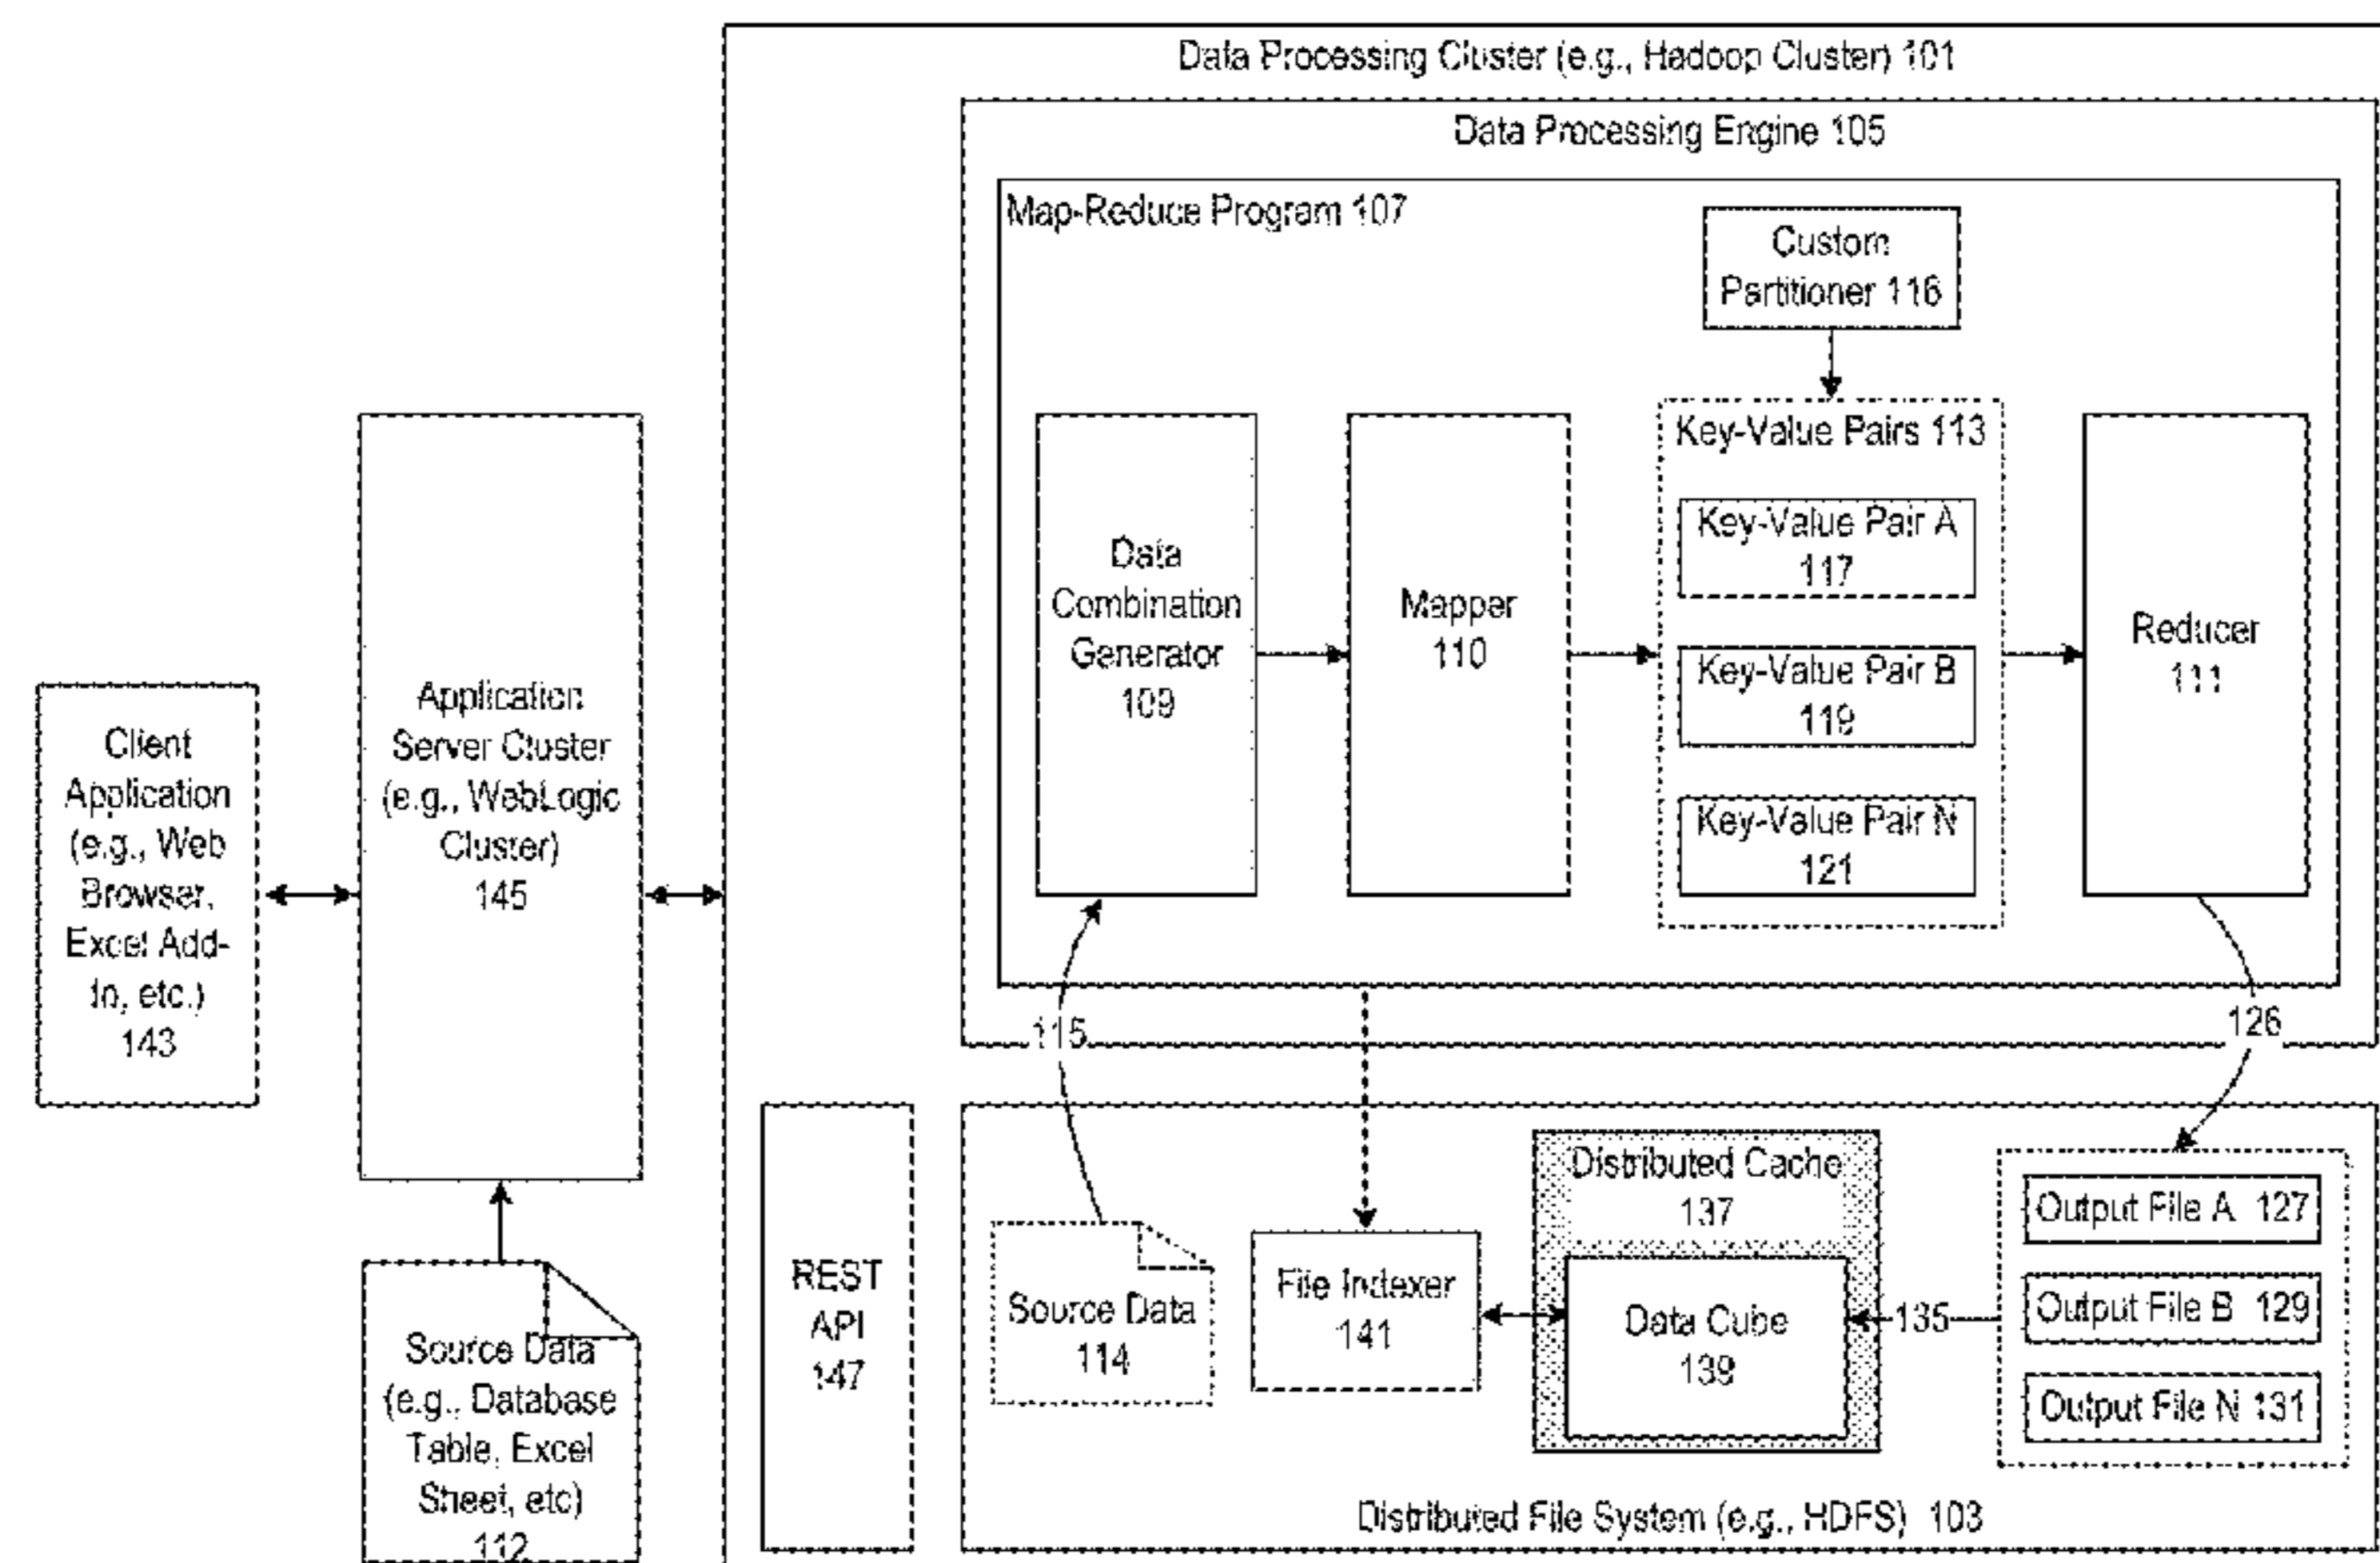 Data Processing Cluster (e.g., Hadoop Cluster) 101
Data Processing Engine 105
Map-Reduce Program 107
Custom
Partitioner 116
Data
Combination
Generator
109
Mapper
110
Key-Value Pairs 113
Key-Value Pair A
117
Key-Value Pair B
119
Key-Value Pair N
121
Reducer
111
Client
Application
(e.g., Web
Browser,
Excel Add-
In, etc.)
143
Application
Server Cluster
(e.g., WebLogic
Cluster)
145
115
126
Source Data
(e.g., Database
Table, Excel
Sheet, etc)
112
REST
API
147
Source Data
114
File Indexer
141
Distributed Cache
137
Data Cube
139
135
Output File A 127
Output File B 129
Output File N 131
Distributed File System (e.g., HDFS) 103